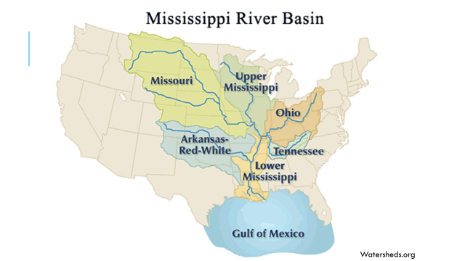 Mississippi River Basin
Missouri
Upper
Mississippi
Ohio
Arkansas-
Red-White
Tennessee
Lower
Mississippi
Gulf of Mexico
Watersheds.org